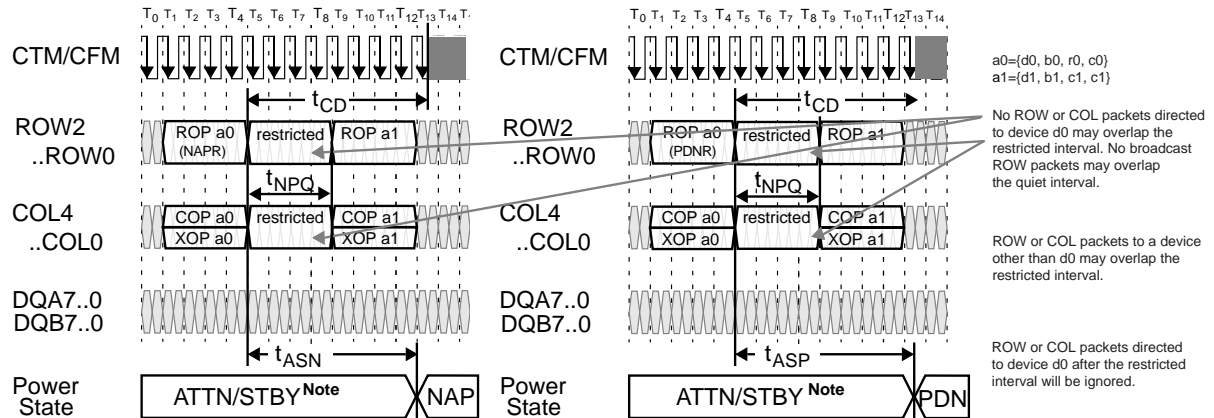 T0 T1 T2 T3 T4 T5 T6 T7 T8 T9 T10 T11 T12 T13 T14
CTM/CFM
tCD
ROW2
..ROW0
ROP a0
(NAPR)
restricted
ROP a1
tNPQ
COL4
..COL0
COP a0
XOP a0
restricted
COP a1
XOP a1
DQA7..0
DQB7..0
tASN
Power
State
ATTN/STBY Note
NAP
T0 T1 T2 T3 T4 T5 T6 T7 T8 T9 T10 T11 T12 T13 T14
CTM/CFM
tCD
ROW2
..ROW0
ROP a0
(PDNR)
restricted
ROP a1
tNPQ
COL4
..COL0
COP a0
XOP a0
restricted
COP a1
XOP a1
DQA7..0
DQB7..0
tASP
Power
State
ATTN/STBY Note
PDN
a0={d0, b0, r0, c0}
a1={d1, b1, c1, c1}
No ROW or COL packets directed
to device d0 may overlap the
restricted interval. No broadcast
ROW packets may overlap
the quiet interval.
ROW or COL packets to a device
other than d0 may overlap the
restricted interval.
ROW or COL packets directed
to device d0 after the restricted
interval will be ignored.